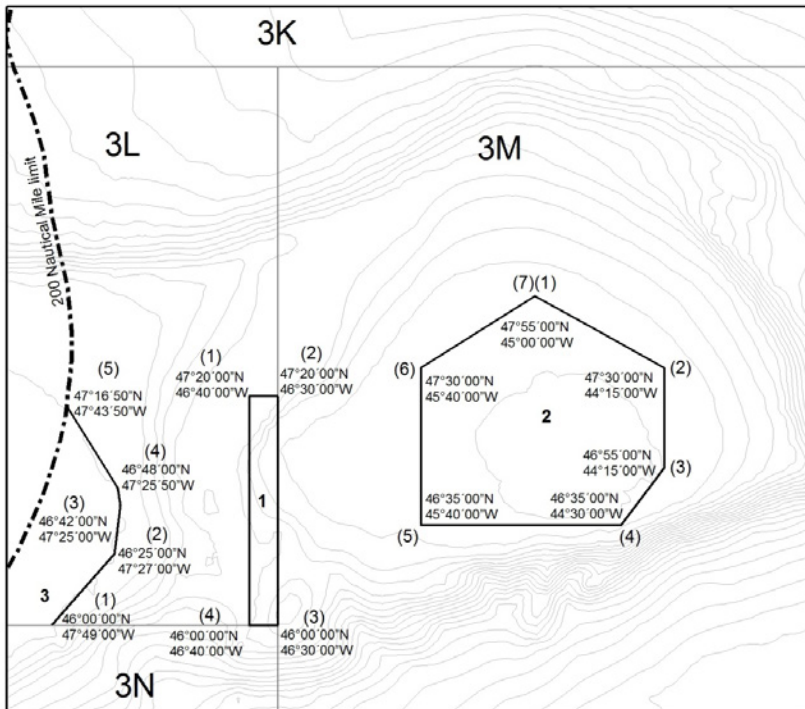 3K
3L
3M
200 Nautical Mile limit
(7)(1)
47°55´00"N
45°00´00"W
(5)
47°16´50"N
47°43´50"W
(1)
47°20´00"N
46°40´00"W
(2)
47°20´00"N
46°30´00"W
(6)
47°30´00"N
45°40´00"W
47°30´00"N
44°15´00"W
(2)
2
(4)
46°48´00"N
47°25´50"W
46°55´00"N
44°15´00"W
(3)
1
(3)
46°42´00"N
47°25´00"W
(2)
46°25´00"N
47°27´00"W
46°35´00"N
45°40´00"W
(5)
46°35´00"N
44°30´00"W
(4)
3
(1)
46°00´00"N
47°49´00"W
(4)
46°00´00"N
46°40´00"W
(3)
46°00´00"N
46°30´00"W
3N